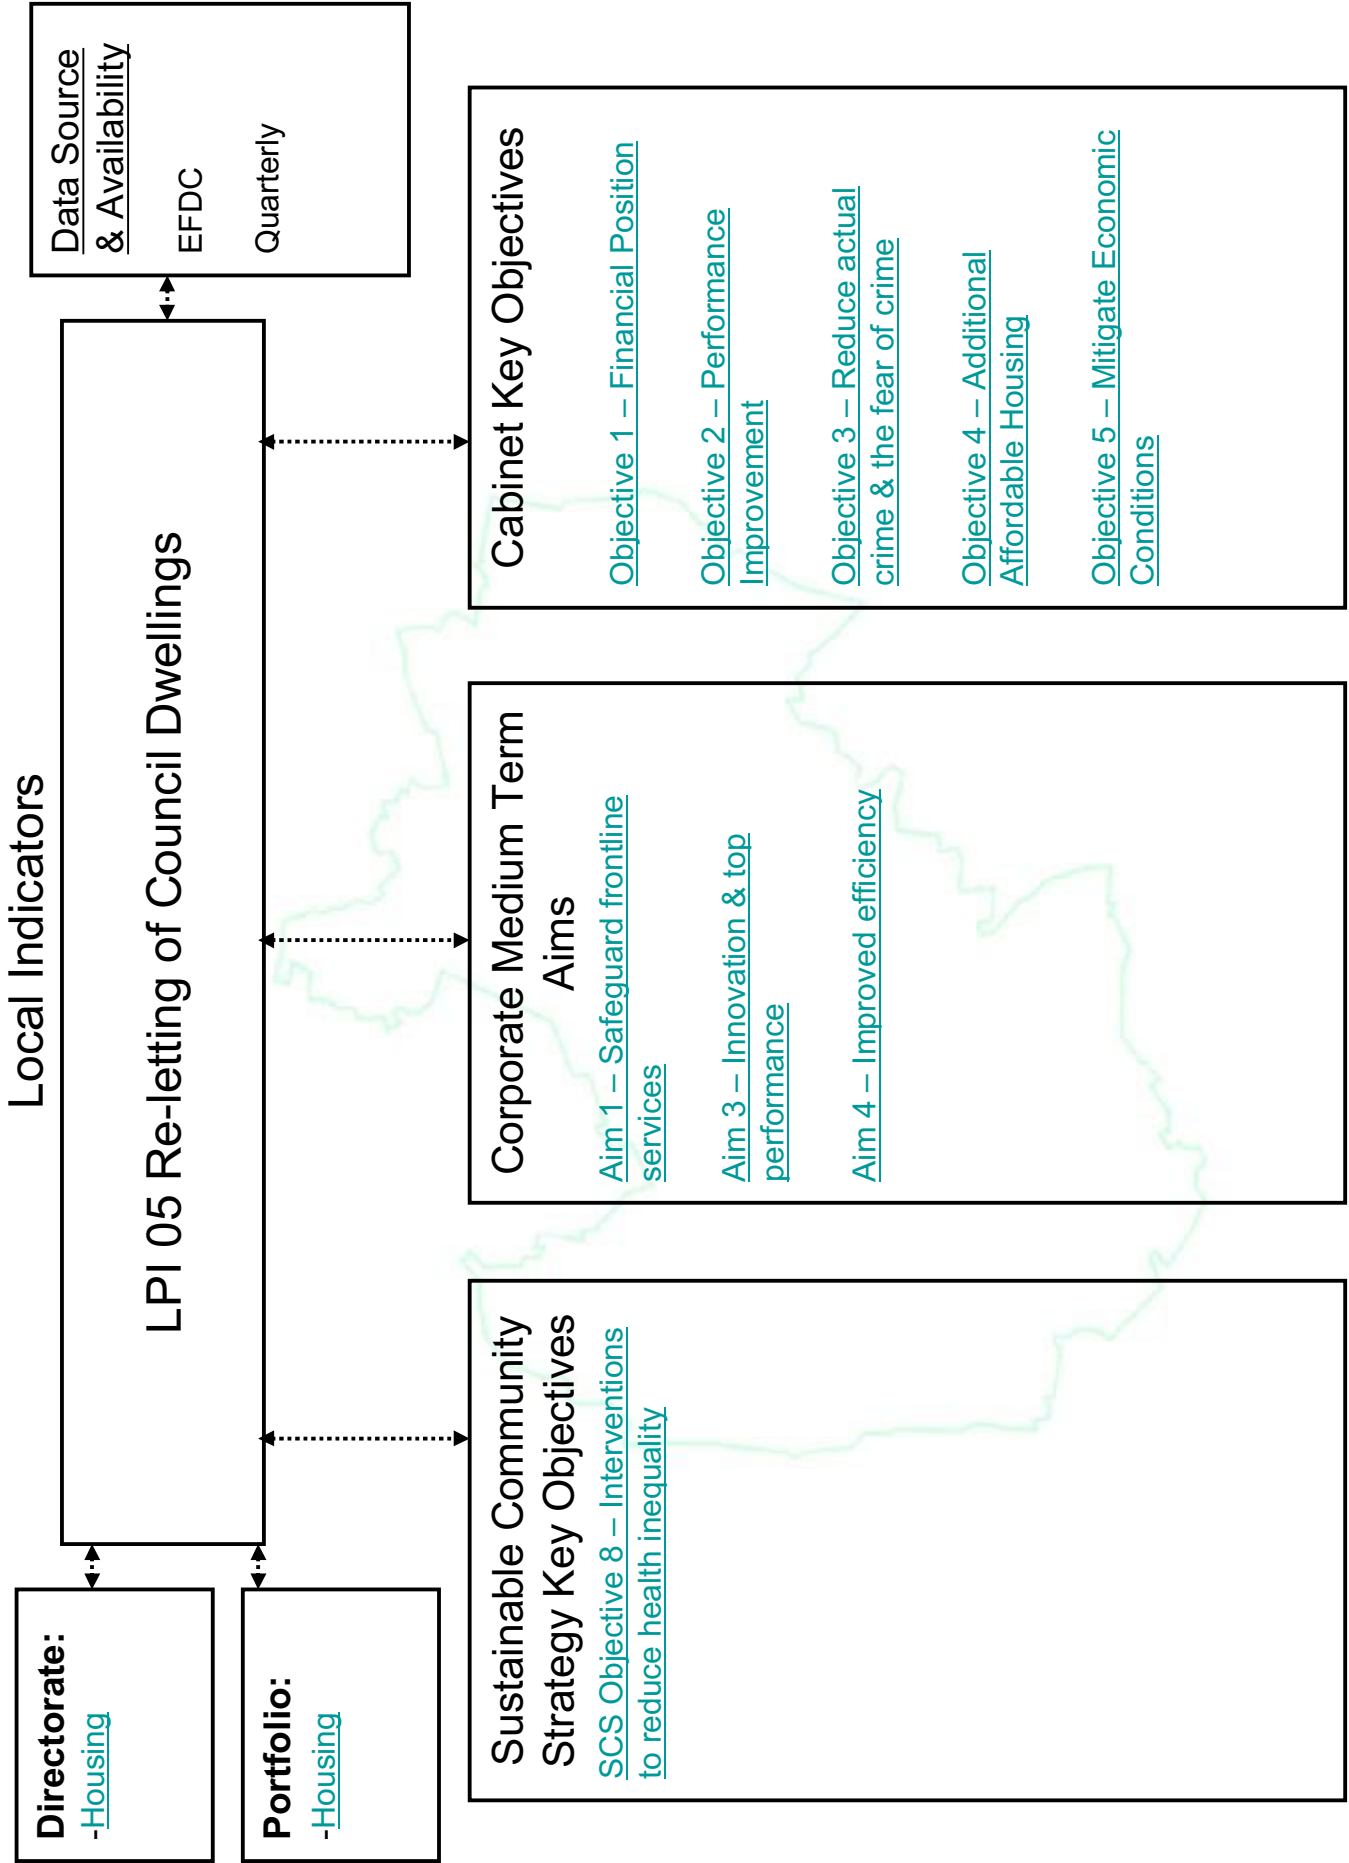 Local Indicators
Directorate:
-Housing
Portfolio:
-Housing
LPI 05 Re-letting of Council Dwellings
Data Source
& Availability
EFDC
Quarterly
Sustainable Community
Strategy Key Objectives
SCS Objective 8 – Interventions
to reduce health inequality
Corporate Medium Term
Aims
Aim 1 – Safeguard frontline
services
Aim 3 – Innovation & top
performance
Aim 4 – Improved efficiency
Cabinet Key Objectives
Objective 1 – Financial Position
Objective 2 – Performance
Improvement
Objective 3 – Reduce actual
crime & the fear of crime
Objective 4 – Additional
Affordable Housing
Objective 5 – Mitigate Economic
Conditions